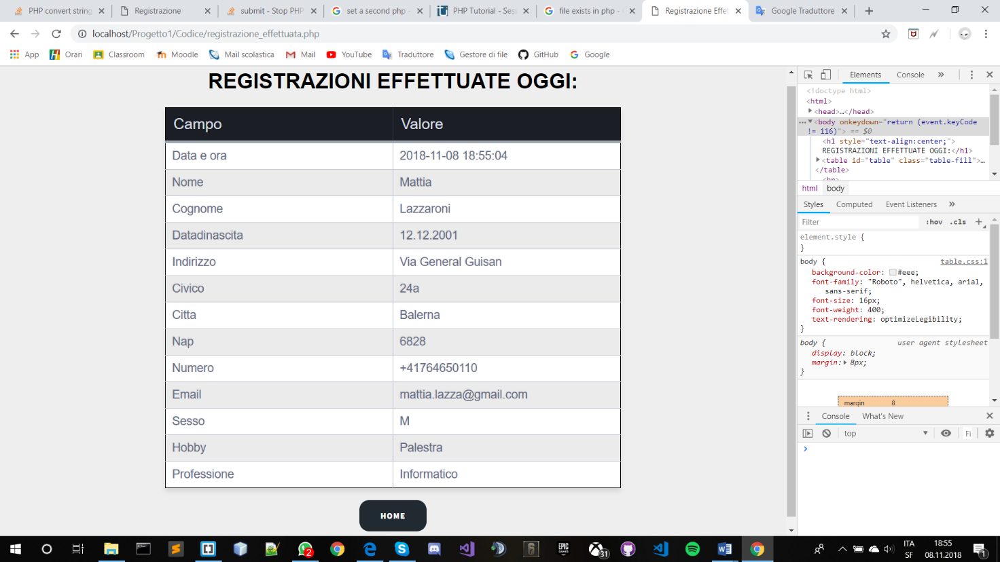 PHP convert string
Registrazione
submit - Stop PHP
set a second php -
PHP Tutorial - Sess
file exists in php -
Registrazione Effet
Google Traduttore
localhost/Progetto1/Codice/registrazione_effettuata.php
App
Orari
Classroom
Moodle
Mail scolastica
Mail
YouTube
Traduttore
Gestore di file
GitHub
Google
REGISTRAZIONI EFFETTUATE OGGI:
Campo Valore
Data e ora 2018-11-08 18:55:04
Nome Mattia
Cognome Lazzaroni
Datadinascita 12.12.2001
Indirizzo Via General Guisan
Civico 24a
Citta Balerna
Nap 6828
Numero +41764650110
Email mattia.lazza@gmail.com
Sesso M
Hobby Palestra
Professione Informatico
HOME
Elements Console »
<!doctype html>
<html>
<head>…</head>
<body onkeydown="return (event.keyCode
!= 116)"> == $0
<h1 style="text-align:center;">
REGISTRAZIONI EFFETTUATE OGGI:</h1>
<table id="table" class="table-fill">…
</table>
html body
Styles Computed Event Listeners »
Filter :hov .cls +
element.style {
}
body { table.css:1
background-color: #eee;
font-family: "Roboto", helvetica, arial,
sans-serif;
font-size: 16px;
font-weight: 400;
text-rendering: optimizeLegibility;
}
body { user agent stylesheet
display: block;
margin: 8px;
}
margin 8
Console What's New
top Fi
2
EPIC
GAMES
31
ITA
SF
18:55
08.11.2018
1